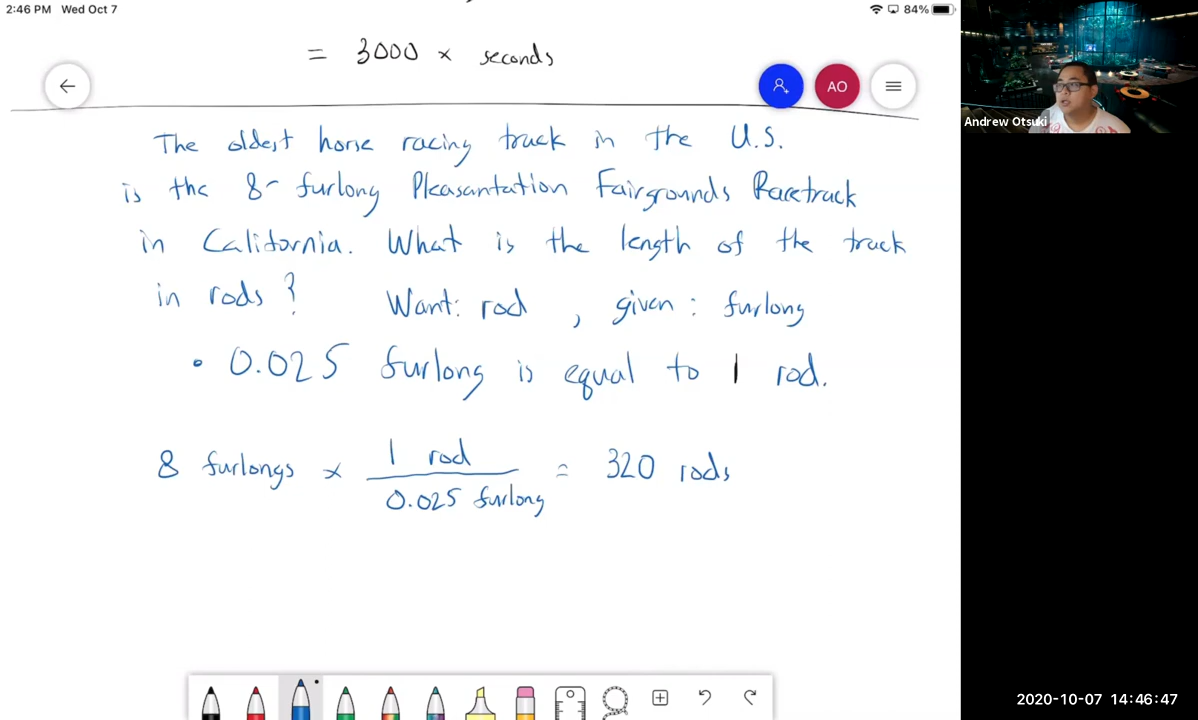 2:46 PM Wed Oct 7
84%
= 3000 × seconds
AO
Andrew Otsuki
The oldest horse racing track in the U.S.
is the 8-furlong Pleasantation Fairgrounds Racetrack
in California. What is the length of the track
in rods? Want: rod, given: furlong
• 0.025 furlong is equal to 1 rod.
8 furlongs × 1 rod / 0.025 furlong = 320 rods
2020-10-07 14:46:47